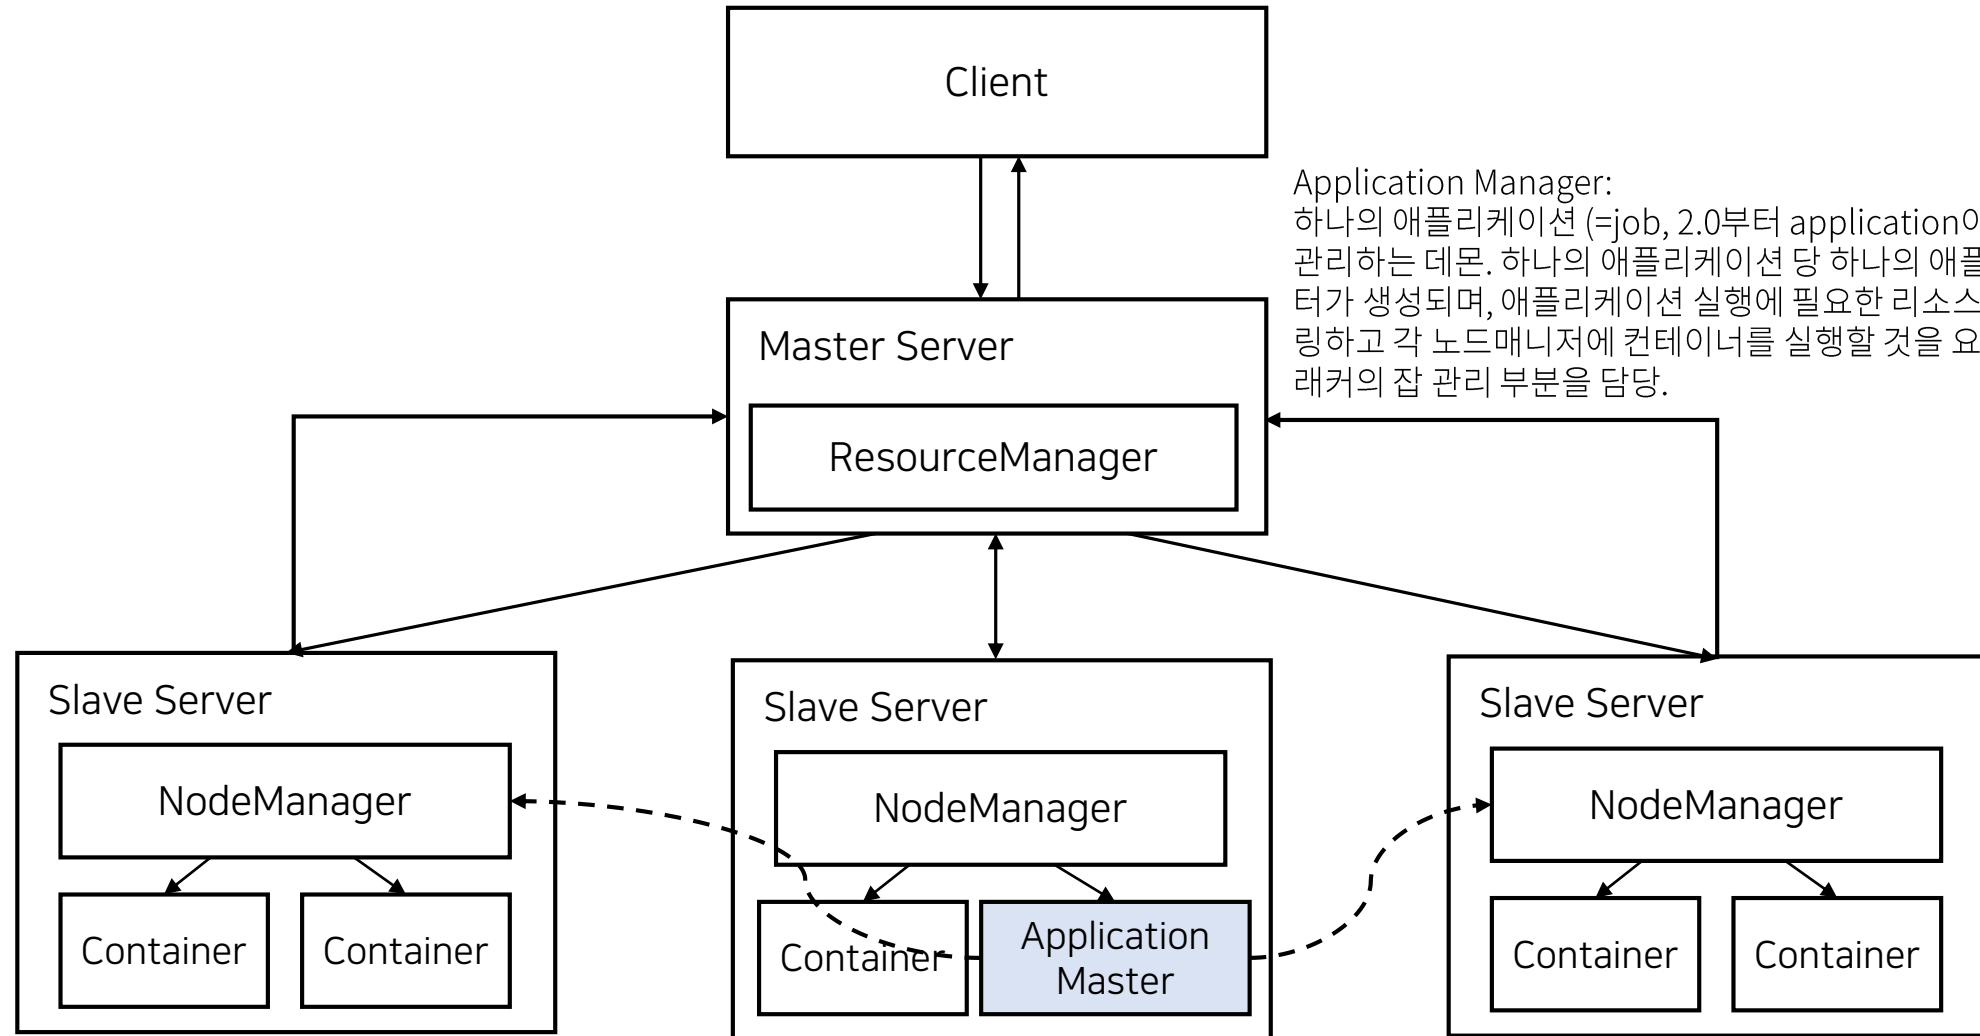 Client
Application Manager:
하나의 애플리케이션 (=job, 2.0부터 application이
관리하는 데몬. 하나의 애플리케이션 당 하나의 애플
터가 생성되며, 애플리케이션 실행에 필요한 리소스
링하고 각 노드매니저에 컨테이너를 실행할 것을 요
래커의 잡 관리 부분을 담당.
Master Server
ResourceManager
Slave Server
NodeManager
Container
Container
Slave Server
NodeManager
Container
Application
Master
Slave Server
NodeManager
Container
Container